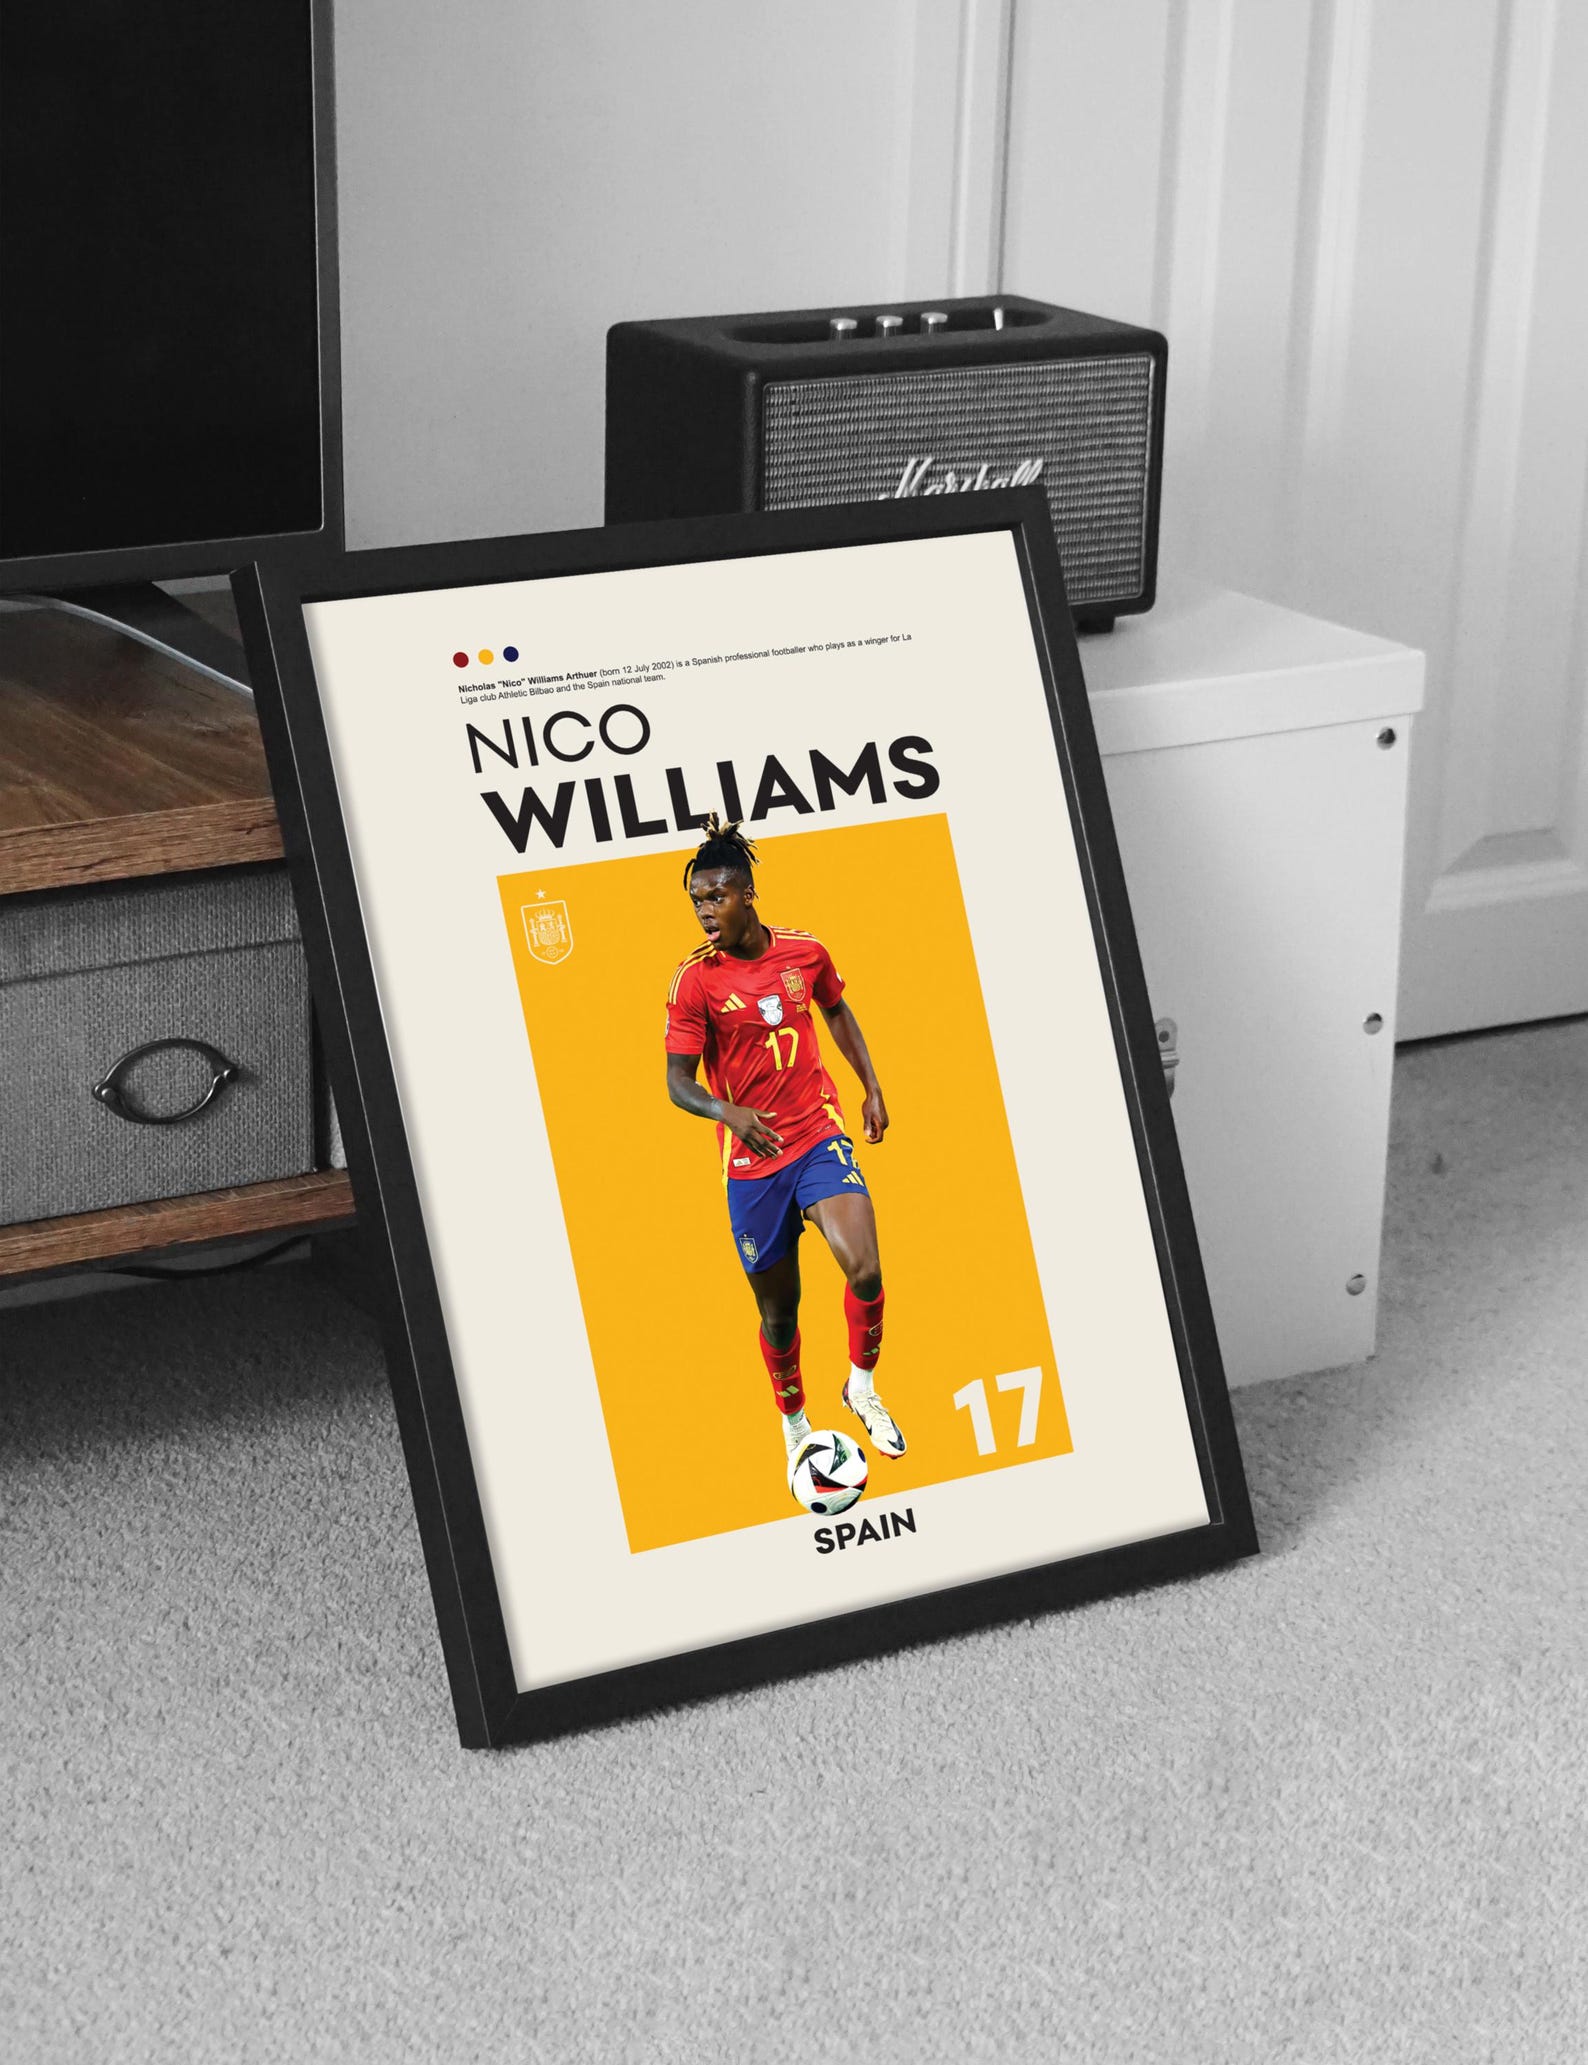 Marshall
Nicholas "Nico" Williams Arthuer (born 12 July 2002) is a Spanish professional footballer who plays as a winger for La
Liga club Athletic Bilbao and the Spain national team.
NICO
WILLIAMS
17
17
17
SPAIN